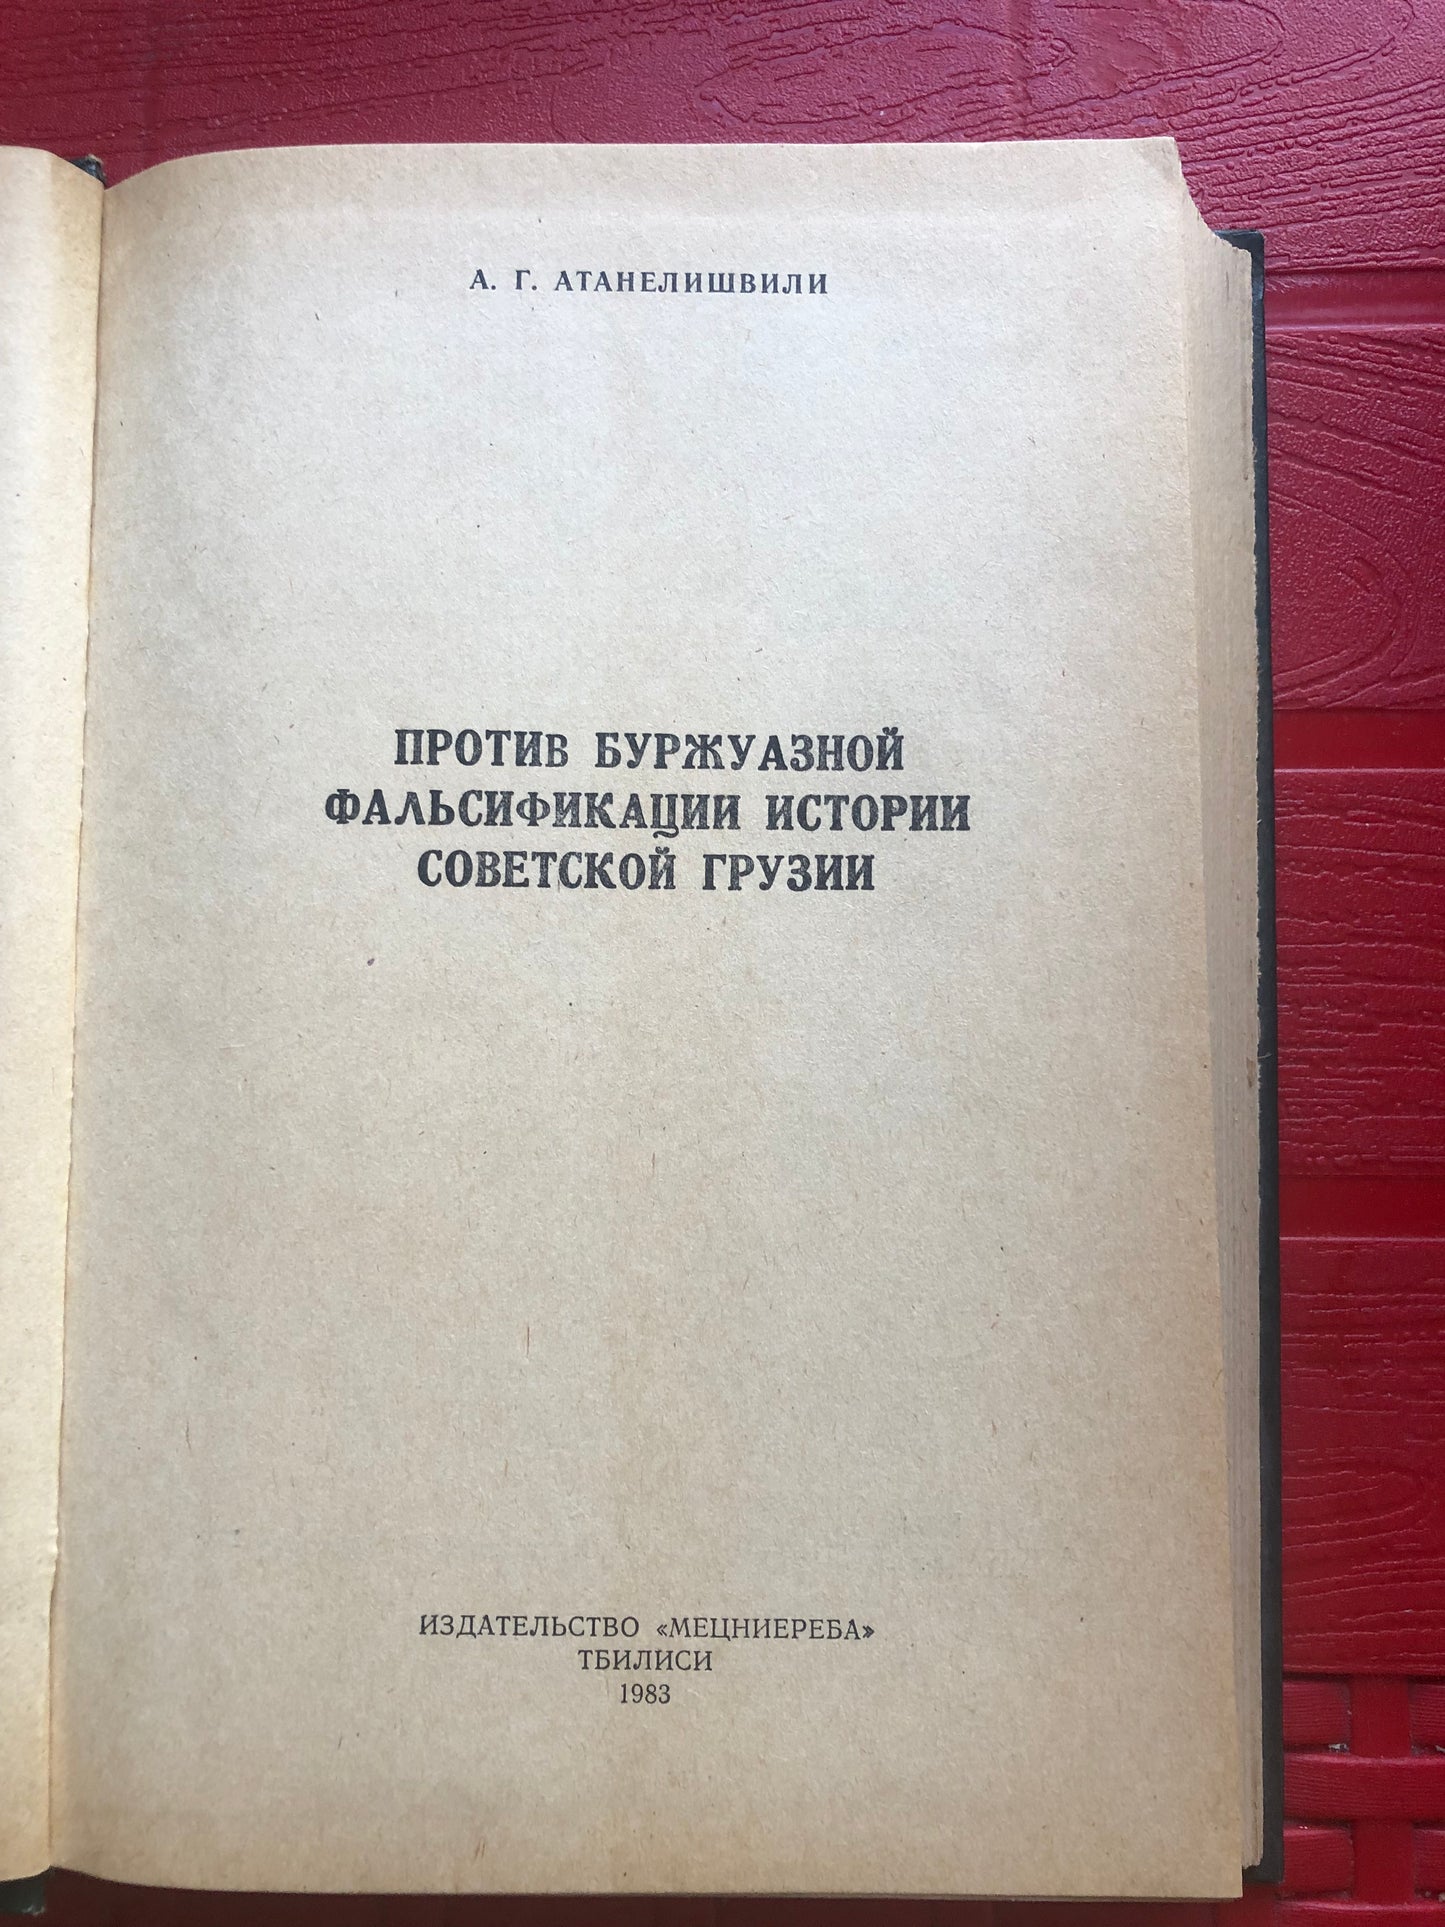 А. Г. АТАНЕЛИШВИЛИ
ПРОТИВ БУРЖУАЗНОЙ
ФАЛЬСИФИКАЦИИ ИСТОРИИ
СОВЕТСКОЙ ГРУЗИИ
ИЗДАТЕЛЬСТВО «МЕЦНИЕРЕБА»
ТБИЛИСИ
1983